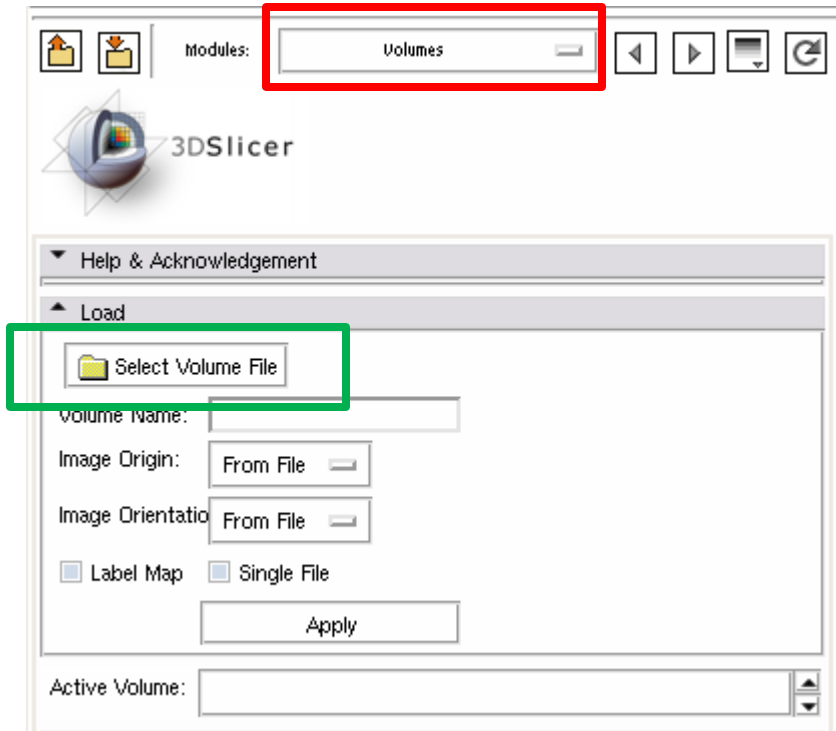 Modules: Volumes
3DSlicer
Help & Acknowledgement
Load
Select Volume File
Volume Name:
Image Origin: From File
Image Orientatio From File
Label Map Single File
Apply
Active Volume: